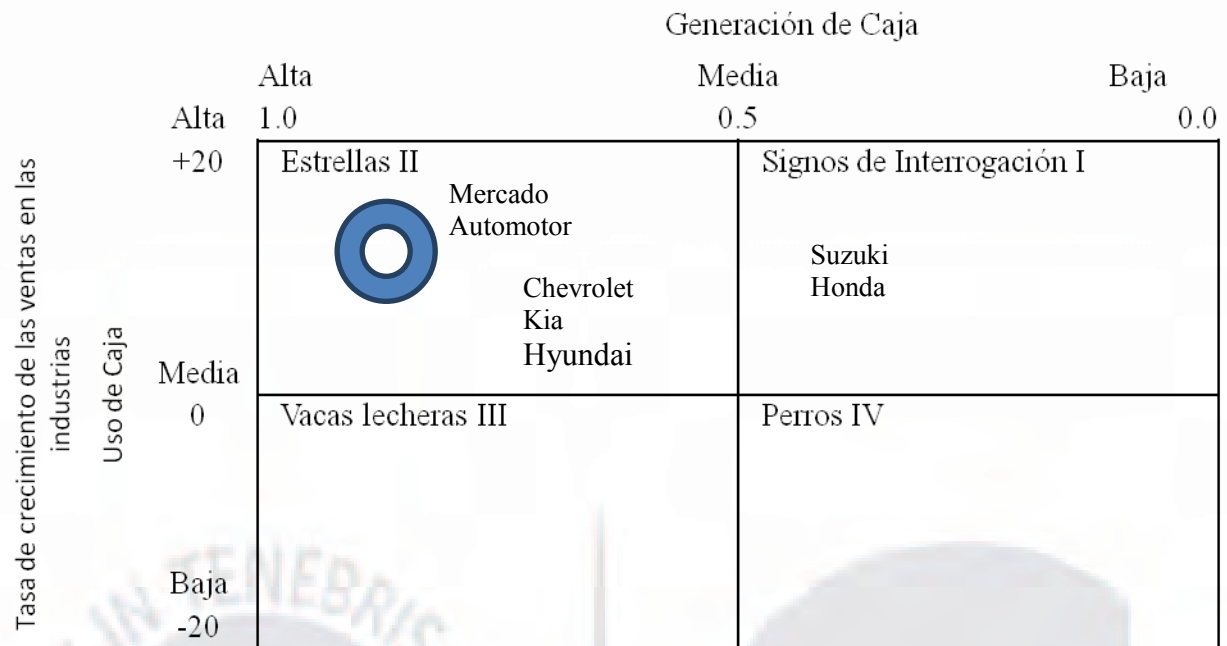 Generación de Caja
Alta Media Baja
Alta 1.0 0.5 0.0
+20
Estrellas II
Signos de Interrogación I
Mercado
Automotor
Chevrolet
Kia
Hyundai
Suzuki
Honda
Tasa de crecimiento de las ventas en las
industrias
Uso de Caja
Media
0
Vacas lecheras III
Perros IV
Baja
-20
IN TENEBRIS